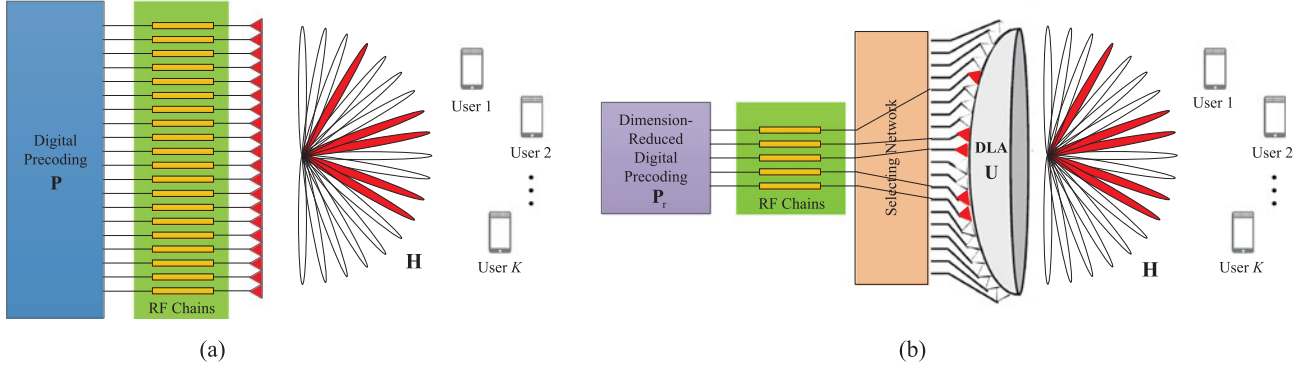 Digital
Precoding
P
RF Chains
H
User 1
User 2
User K
(a)
Dimension-
Reduced
Digital
Precoding
Pr
RF Chains
Selecting Network
DLA
U
H
User 1
User 2
User K
(b)